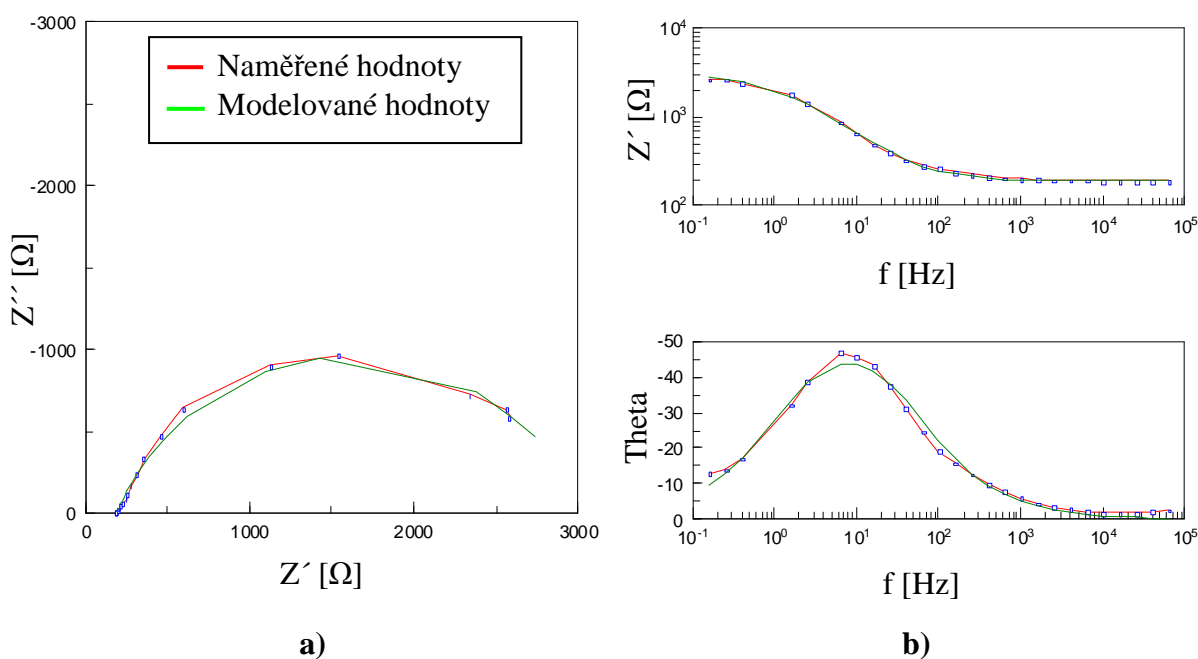 -3000
-2000
-1000
0
Z´´ [Ω]
Naměřené hodnoty
Modelované hodnoty
0 1000 2000 3000
Z´ [Ω]
a)
10⁴
10³
10²
Z´ [Ω]
10⁻¹ 10⁰ 10¹ 10² 10³ 10⁴ 10⁵
f [Hz]
-50
-40
-30
-20
-10
0
Theta
10⁻¹ 10⁰ 10¹ 10² 10³ 10⁴ 10⁵
f [Hz]
b)